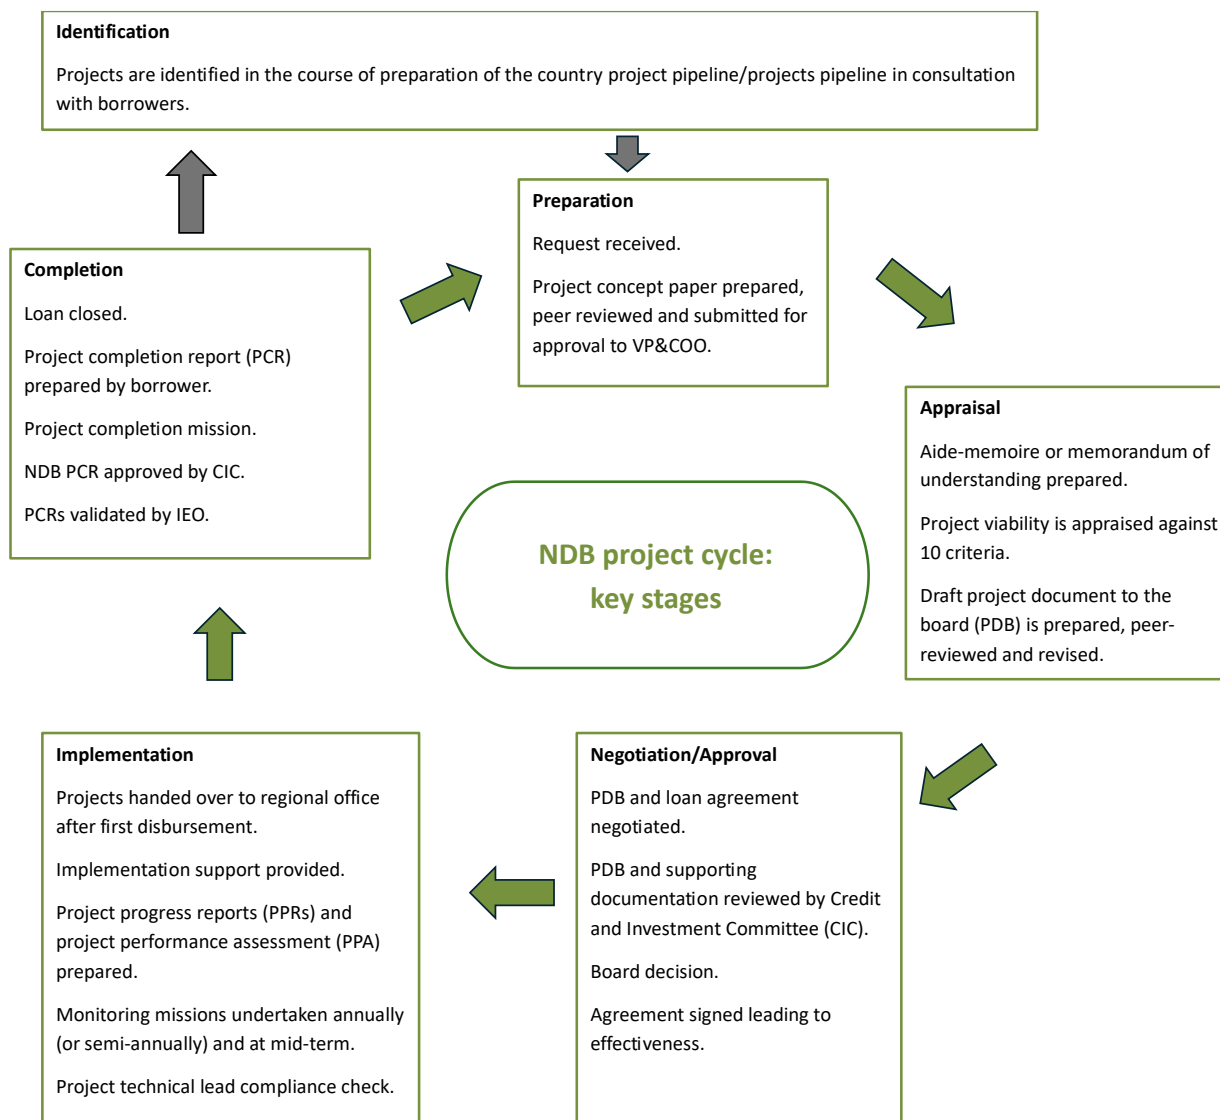 Identification
Projects are identified in the course of preparation of the country project pipeline/projects pipeline in consultation
with borrowers.
Preparation
Request received.
Project concept paper prepared,
peer reviewed and submitted for
approval to VP&COO.
Completion
Loan closed.
Project completion report (PCR)
prepared by borrower.
Project completion mission.
NDB PCR approved by CIC.
PCRs validated by IEO.
Appraisal
Aide-memoire or memorandum of
understanding prepared.
Project viability is appraised against
10 criteria.
Draft project document to the
board (PDB) is prepared, peer-
reviewed and revised.
NDB project cycle:
key stages
Implementation
Projects handed over to regional office
after first disbursement.
Implementation support provided.
Project progress reports (PPRs) and
project performance assessment (PPA)
prepared.
Monitoring missions undertaken annually
(or semi-annually) and at mid-term.
Project technical lead compliance check.
Negotiation/Approval
PDB and loan agreement
negotiated.
PDB and supporting
documentation reviewed by Credit
and Investment Committee (CIC).
Board decision.
Agreement signed leading to
effectiveness.